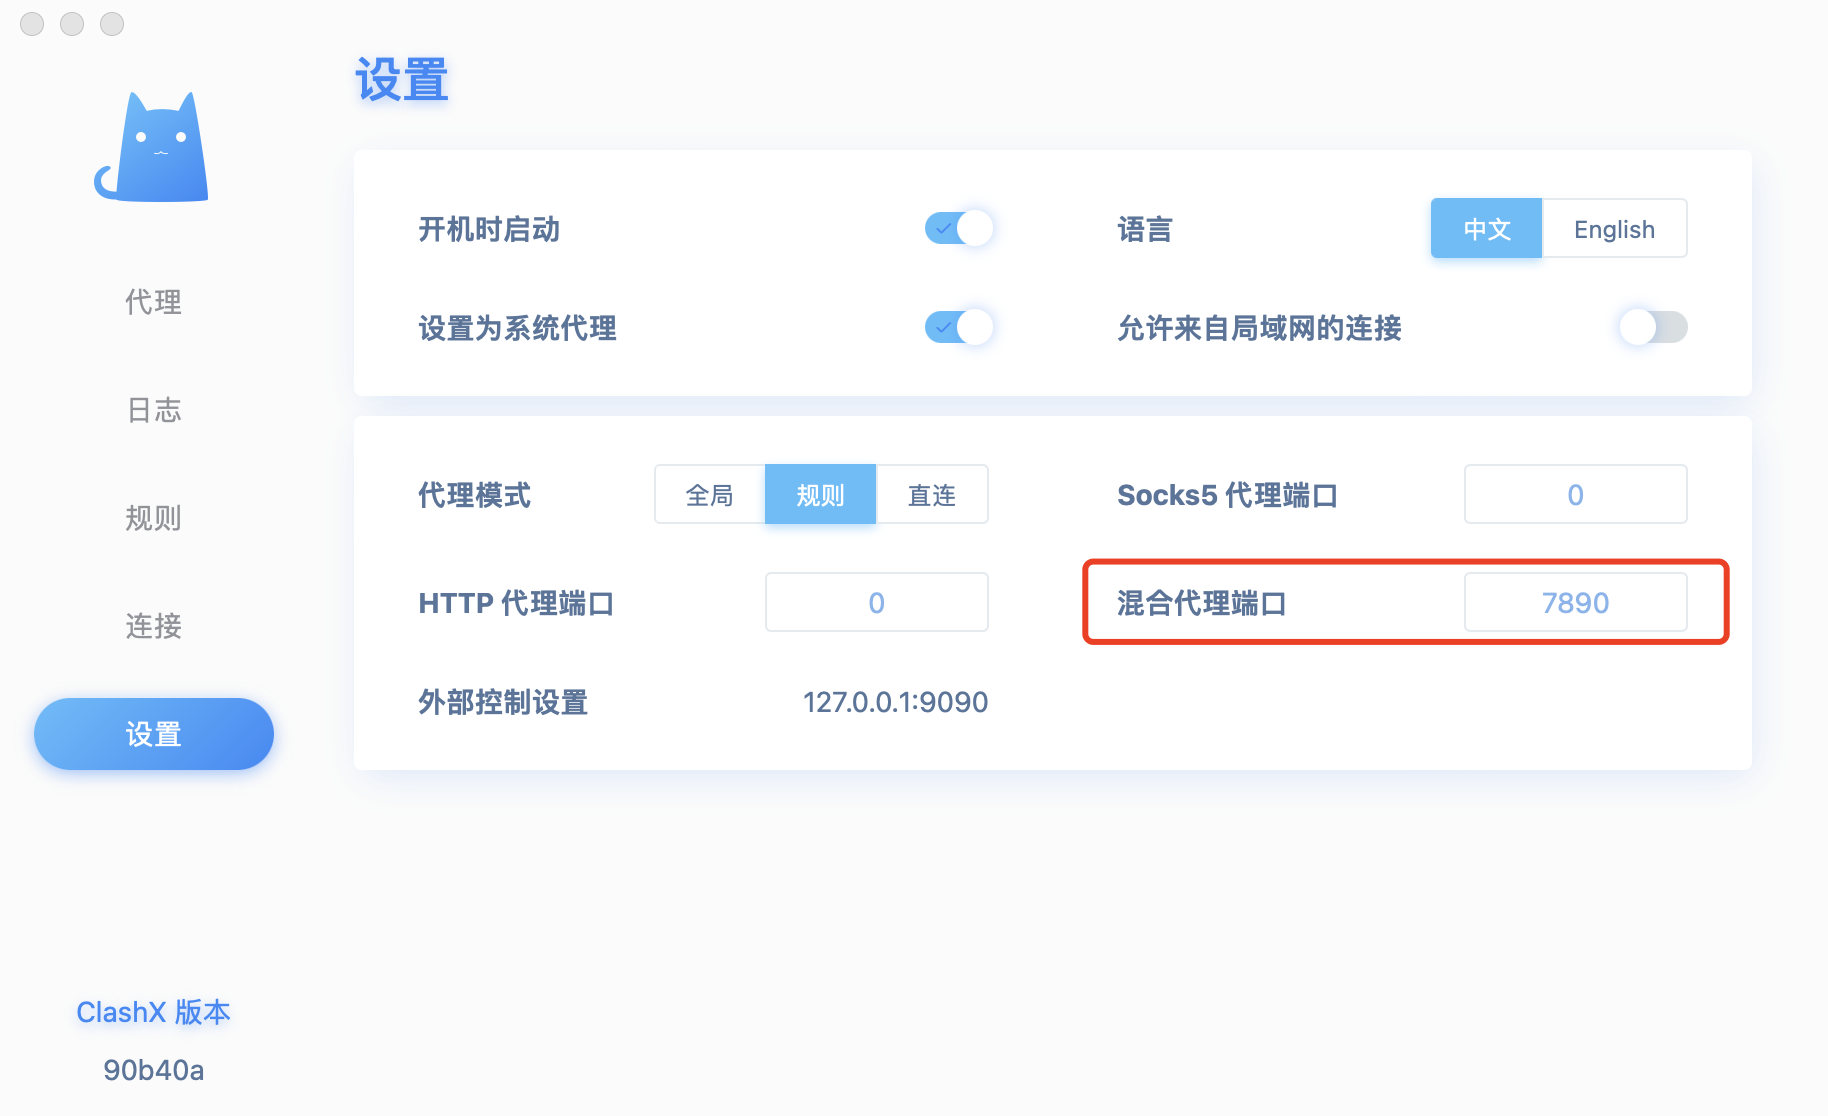 设置
代理
日志
规则
连接
设置
ClashX 版本
90b40a
开机时启动
语言
中文
English
设置为系统代理
允许来自局域网的连接
代理模式
全局
规则
直连
Socks5 代理端口
0
HTTP 代理端口
0
混合代理端口
7890
外部控制设置
127.0.0.1:9090